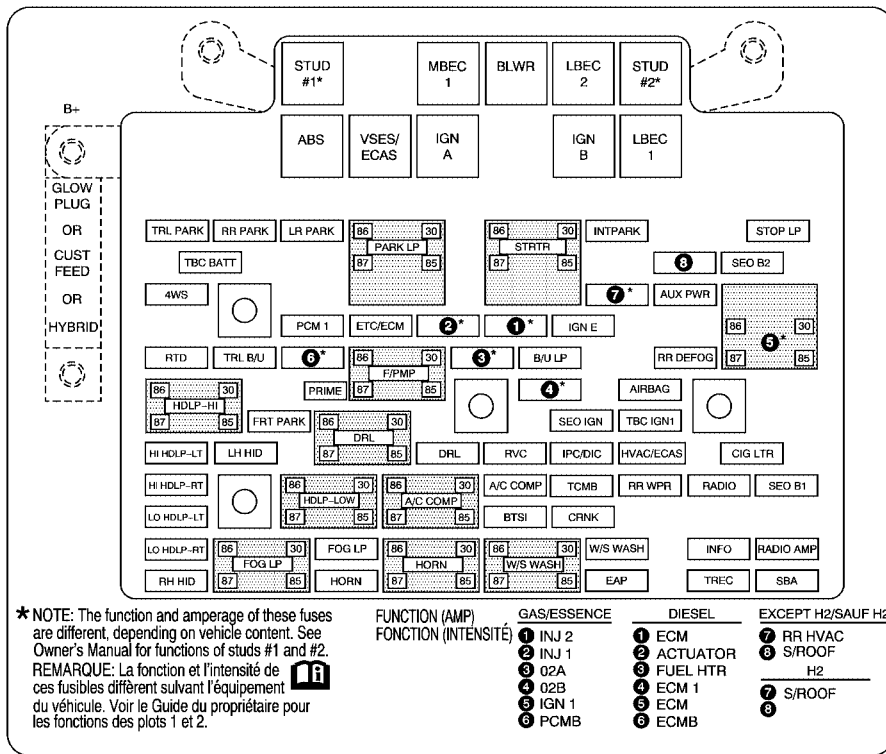 STUD #1*
MBEC 1
BLWR
LBEC 2
STUD #2*
B+
ABS
VSES/ ECAS
IGN A
IGN B
LBEC 1
GLOW PLUG
OR
CUST FEED
OR
HYBRID
TRL PARK
RR PARK
LR PARK
86 30
PARK LP
87 85
86 30
STRTR
87 85
INTPARK
STOP LP
TBC BATT
8
SEO B2
4WS
7*
AUX PWR
PCM 1
ETC/ECM
2*
1*
IGN E
86 30
5*
87 85
RTD
TRL B/U
6*
86 30
F/PMP
87 85
3*
B/U LP
RR DEFOG
PRIME
4*
AIRBAG
86 30
HDLP-HI
87 85
FRT PARK
86 30
DRL
87 85
SEO IGN
TBC IGN1
HI HDLP-LT
LH HID
DRL
RVC
IPC/DIC
HVAC/ECAS
CIG LTR
HI HDLP-RT
86 30
HDLP-LOW
87 85
86 30
A/C COMP
87 85
A/C COMP
TCMB
RR WPR
RADIO
SEO B1
LO HDLP-LT
BTSI
CRNK
LO HDLP-RT
86 30
FOG LP
87 85
FOG LP
86 30
HORN
87 85
86 30
W/S WASH
87 85
W/S WASH
INFO
RADIO AMP
RH HID
HORN
EAP
TREC
SBA
* NOTE: The function and amperage of these fuses
are different, depending on vehicle content. See
Owner's Manual for functions of studs #1 and #2.
REMARQUE: La fonction et l'intensité de
ces fusibles diffèrent sulvant l'équipement
du véhicule. Voir le Guide du propriétaire pour
les fonctions des plots 1 et 2.
FUNCTION (AMP)
FONCTION (INTENSITÉ)
GAS/ESSENCE
1 INJ 2
2 INJ 1
3 02A
4 02B
5 IGN 1
6 PCMB
DIESEL
1 ECM
2 ACTUATOR
3 FUEL HTR
4 ECM 1
5 ECM
6 ECMB
EXCEPT H2/SAUF H2
7 RR HVAC
8 S/ROOF
H2
7 S/ROOF
8